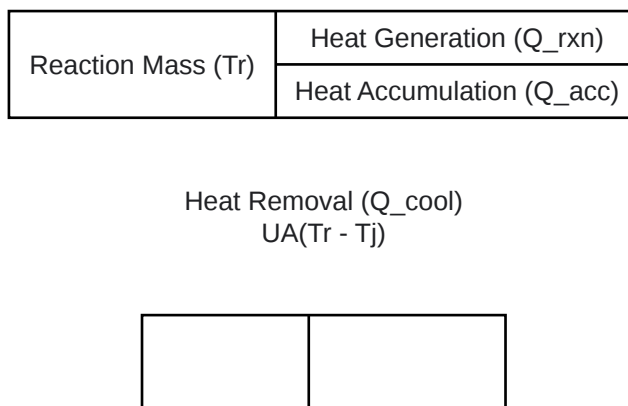 Reaction Mass (Tr)
Heat Generation (Q_rxn)
Heat Accumulation (Q_acc)
Heat Removal (Q_cool)
UA(Tr - Tj)